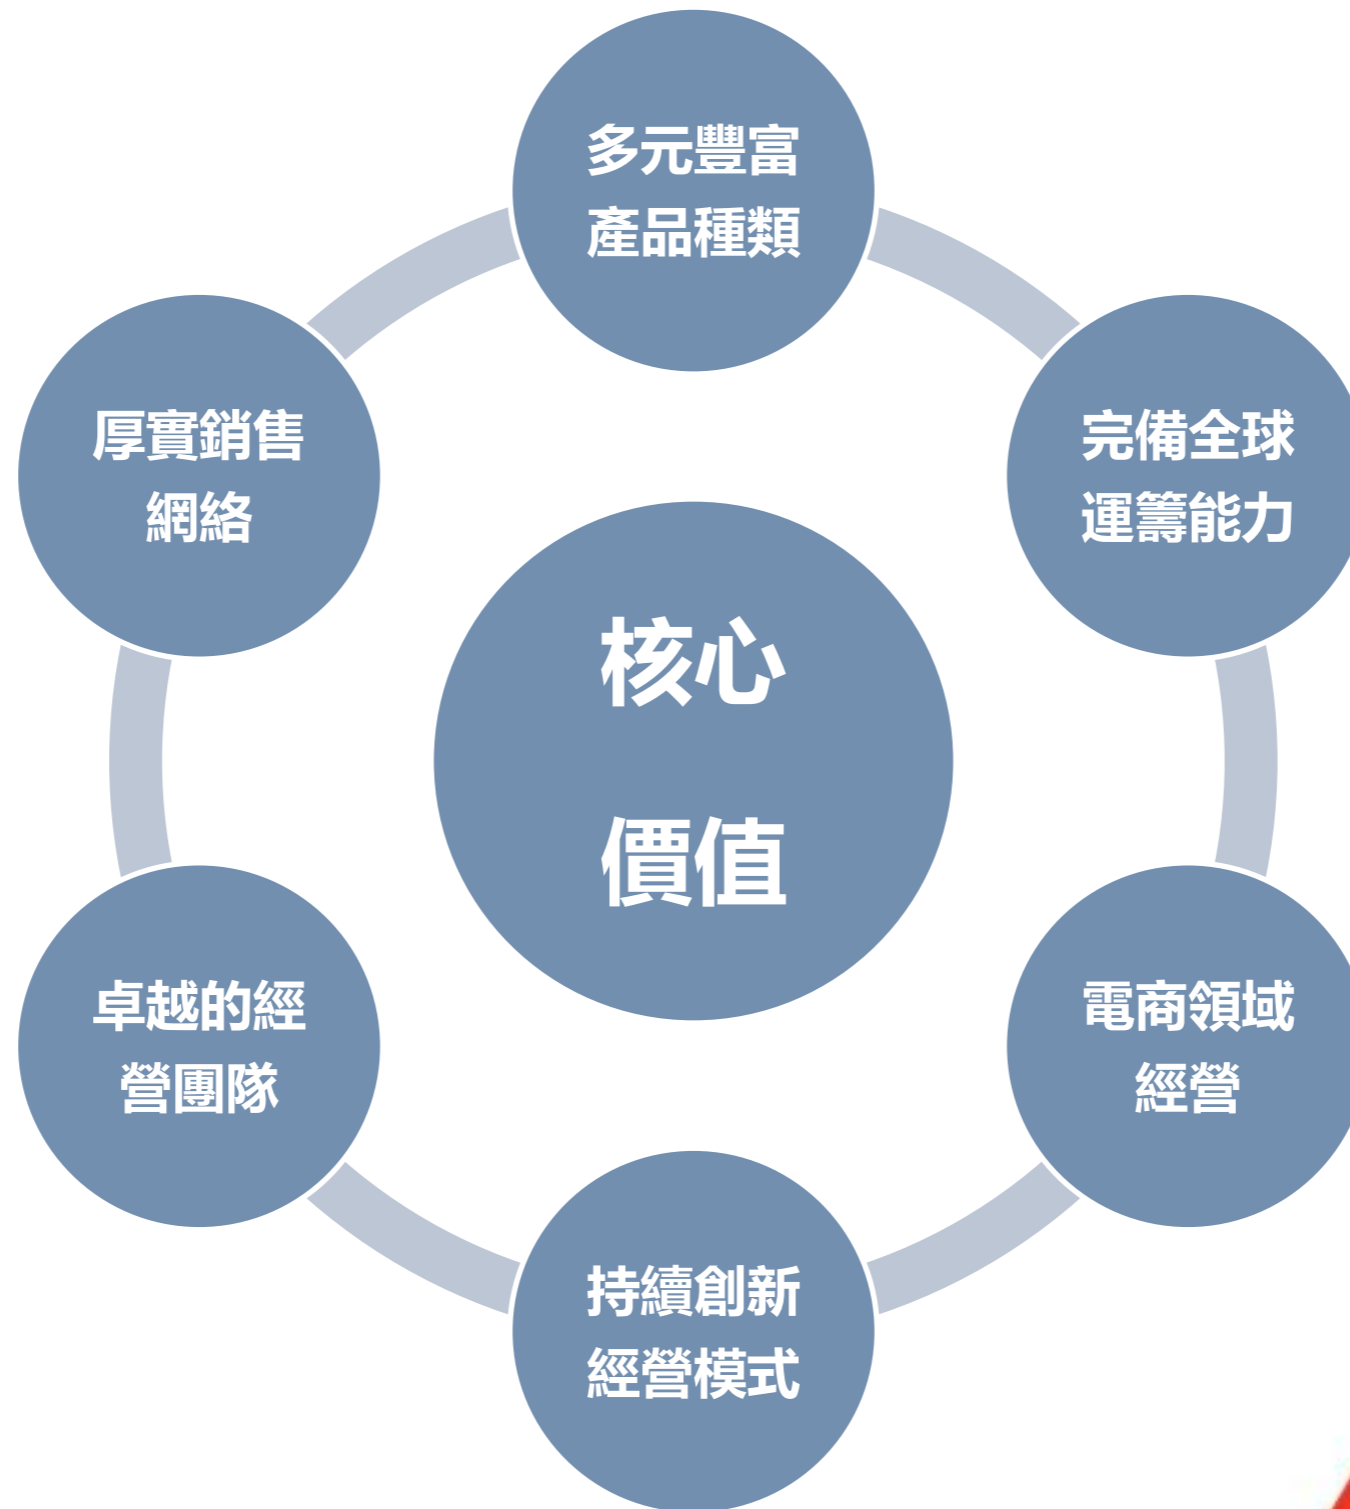 多元豐富
產品種類
厚實銷售
網絡
完備全球
運籌能力
核心
價值
卓越的經
營團隊
電商領域
經營
持續創新
經營模式